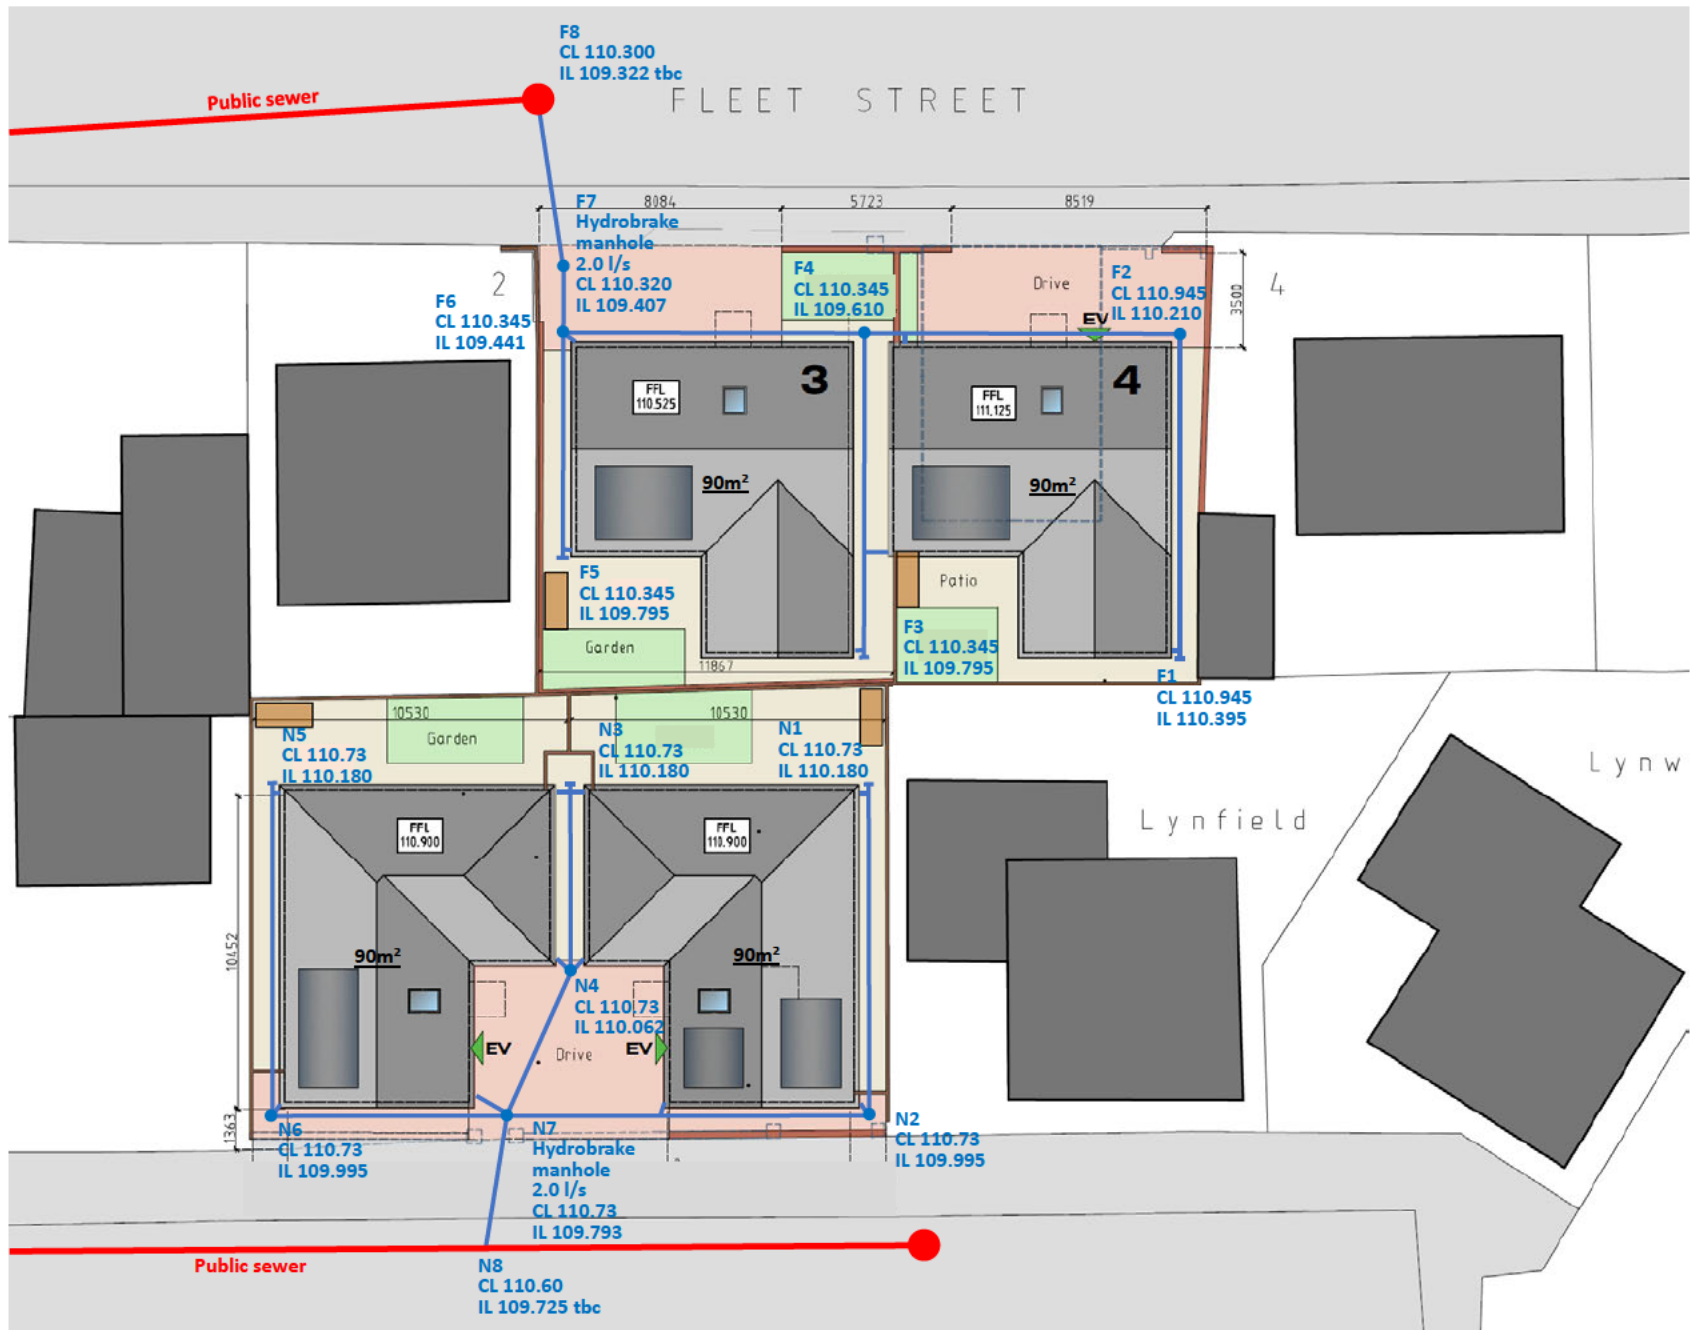 F8
CL 110.300
IL 109.322 tbc
Public sewer
FLEET STREET
8084
5723
8519
F7
Hydrobrake
manhole
2.0 l/s
CL 110.320
IL 109.407
2
F4
CL 110.345
IL 109.610
Drive
F2
CL 110.945
IL 110.210
4
3500
F6
CL 110.345
IL 109.441
EV
3
4
FFL
110.525
FFL
111.125
90m²
90m²
F5
CL 110.345
IL 109.795
Patio
Garden
F3
CL 110.345
IL 109.795
11867
F1
CL 110.945
IL 110.395
10530
10530
N5
CL 110.73
IL 110.180
Garden
N3
CL 110.73
IL 110.180
N1
CL 110.73
IL 110.180
Lynw
Lynfield
FFL
110.900
FFL
110.900
10452
90m²
90m²
N4
CL 110.73
IL 110.062
EV
Drive
EV
1363
N6
CL 110.73
IL 109.995
N7
Hydrobrake
manhole
2.0 l/s
CL 110.73
IL 109.793
N2
CL 110.73
IL 109.995
Public sewer
N8
CL 110.60
IL 109.725 tbc